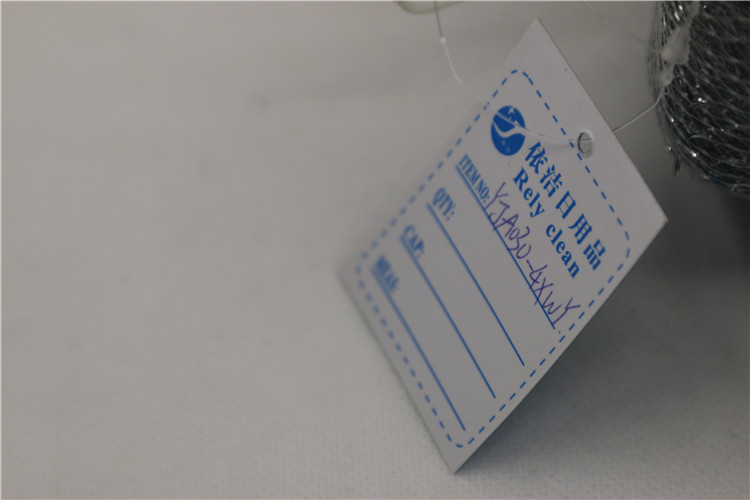 依洁日用品
Rely clean
ITEM NO: YJA030-4XWY
QTY:
CAP:
MEAS: